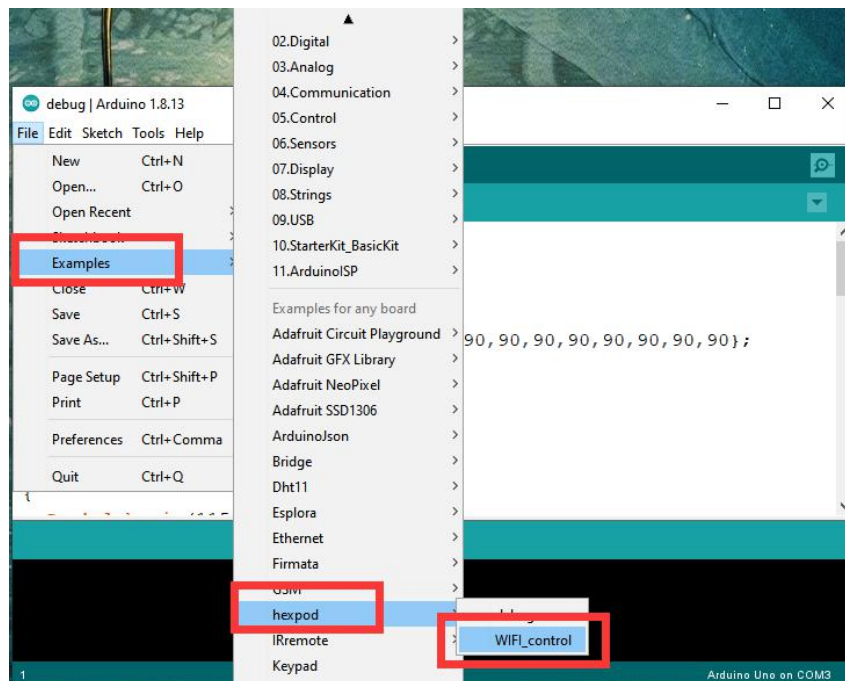 debug | Arduino 1.8.13
File Edit Sketch Tools Help
New Ctrl+N
Open... Ctrl+O
Open Recent
Examples
Close Ctrl+W
Save Ctrl+S
Save As... Ctrl+Shift+S
Page Setup Ctrl+Shift+P
Print Ctrl+P
Preferences Ctrl+Comma
Quit Ctrl+Q
{
02.Digital
03.Analog
04.Communication
05.Control
06.Sensors
07.Display
08.Strings
09.USB
10.StarterKit_BasicKit
11.ArduinoISP
Examples for any board
Adafruit Circuit Playground
Adafruit GFX Library
Adafruit NeoPixel
Adafruit SSD1306
ArduinoJson
Bridge
Dht11
Esplora
Ethernet
Firmata
GSM
hexpod
IRremote
Keypad
WIFI_control
90,90,90,90,90,90,90,90};
1
Arduino Uno on COM3